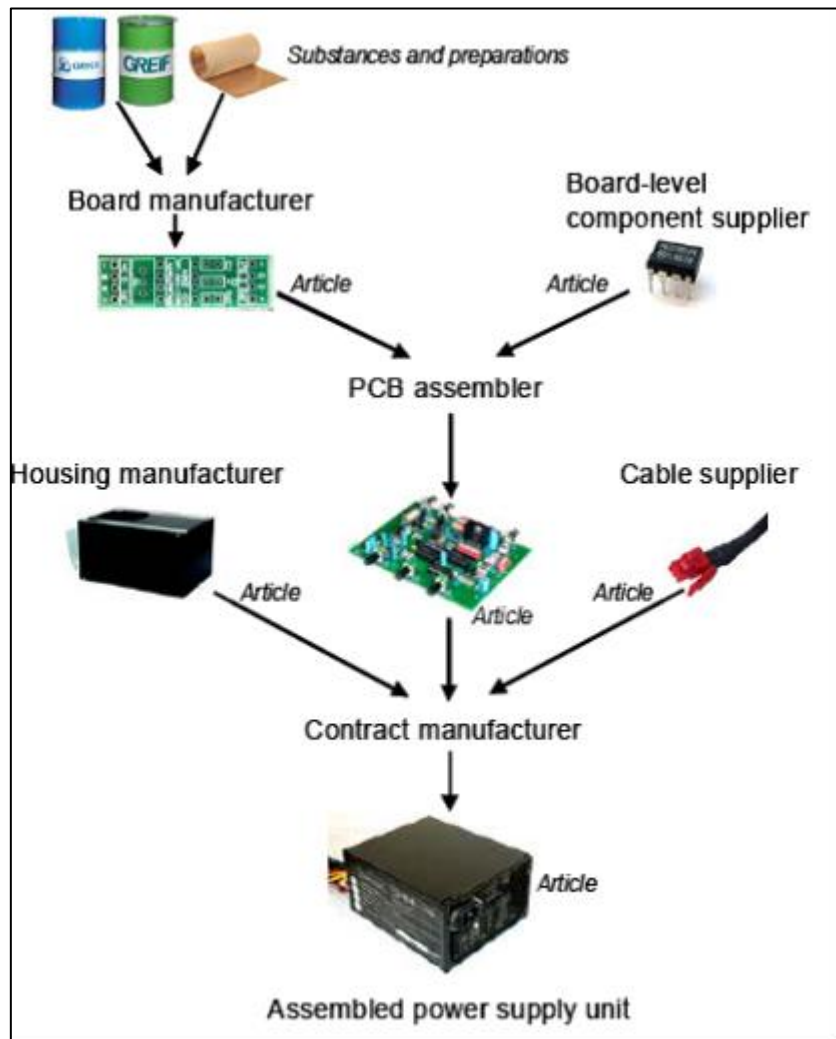 Substances and preparations
GREIF
Board manufacturer
Board-level
component supplier
Article
Article
PCB assembler
Housing manufacturer
Cable supplier
Article
Article
Article
Contract manufacturer
Article
Assembled power supply unit